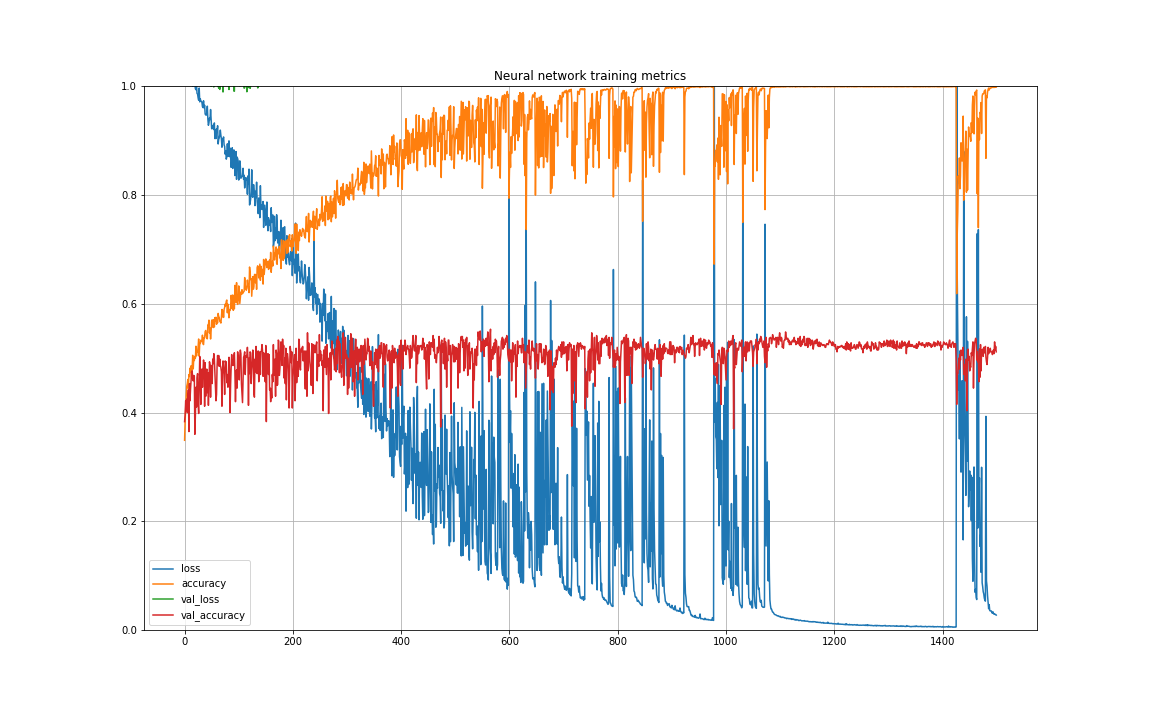 Neural network training metrics
1.0
0.8
0.6
0.4
0.2
0.0
loss
accuracy
val_loss
val_accuracy
0 200 400 600 800 1000 1200 1400